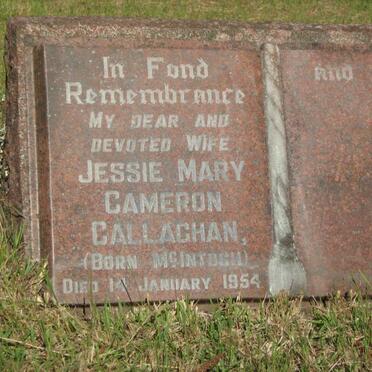 In Fond
Remembrance
My dear and
devoted Wife
Jessie Mary
Cameron
Callaghan,
(Born McIntosh)
Died 14 January 1954
and